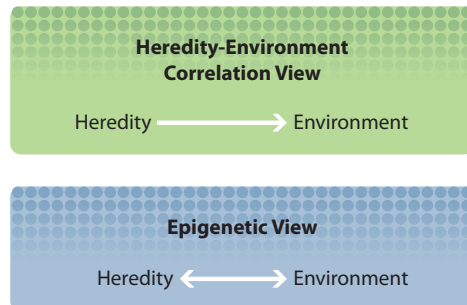 Heredity-Environment
Correlation View
Heredity Environment
Epigenetic View
Heredity Environment